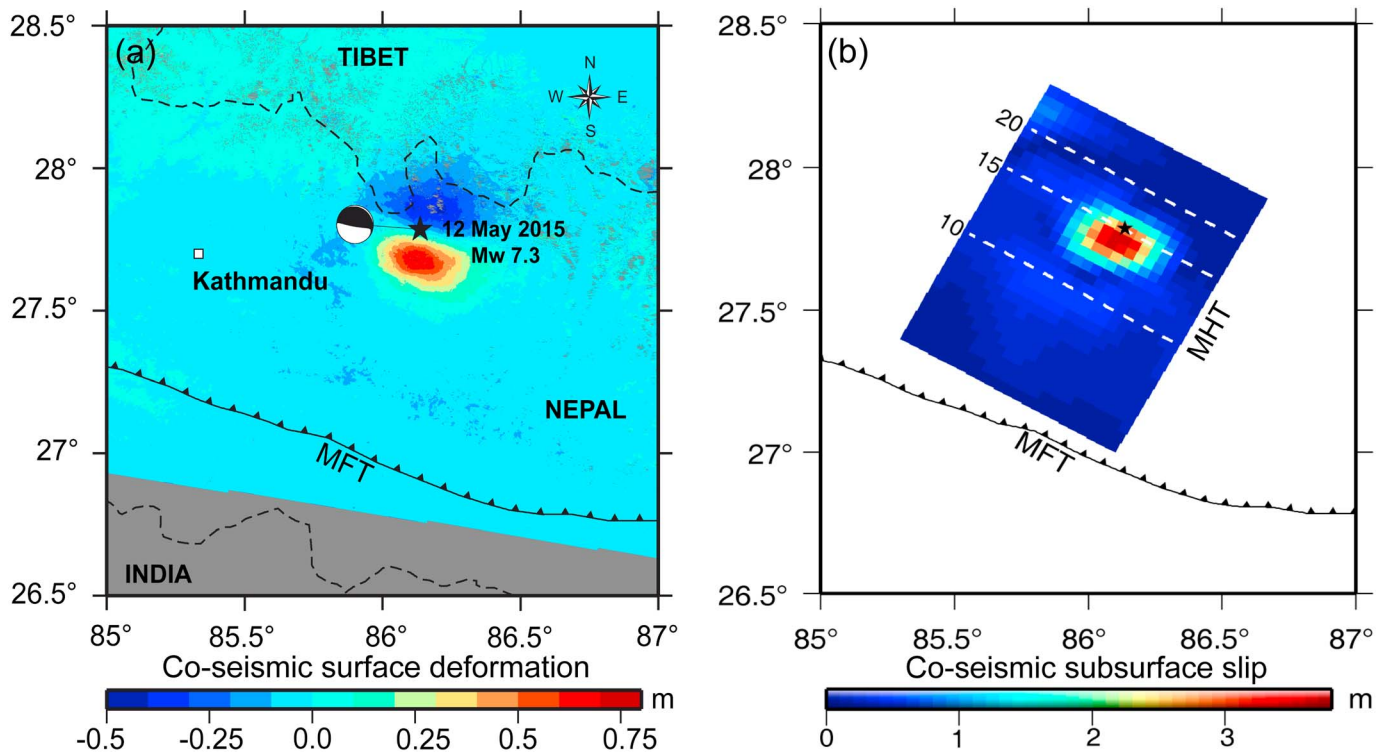 (a)
TIBET
N
W E
S
12 May 2015
Mw 7.3
Kathmandu
NEPAL
MFT
INDIA
28.5°
28°
27.5°
27°
26.5°
85°
85.5°
86°
86.5°
87°
Co-seismic surface deformation
m
-0.5
-0.25
0.0
0.25
0.5
0.75
(b)
20
15
10
MHT
MFT
28.5°
28°
27.5°
27°
26.5°
85°
85.5°
86°
86.5°
87°
Co-seismic subsurface slip
m
0
1
2
3